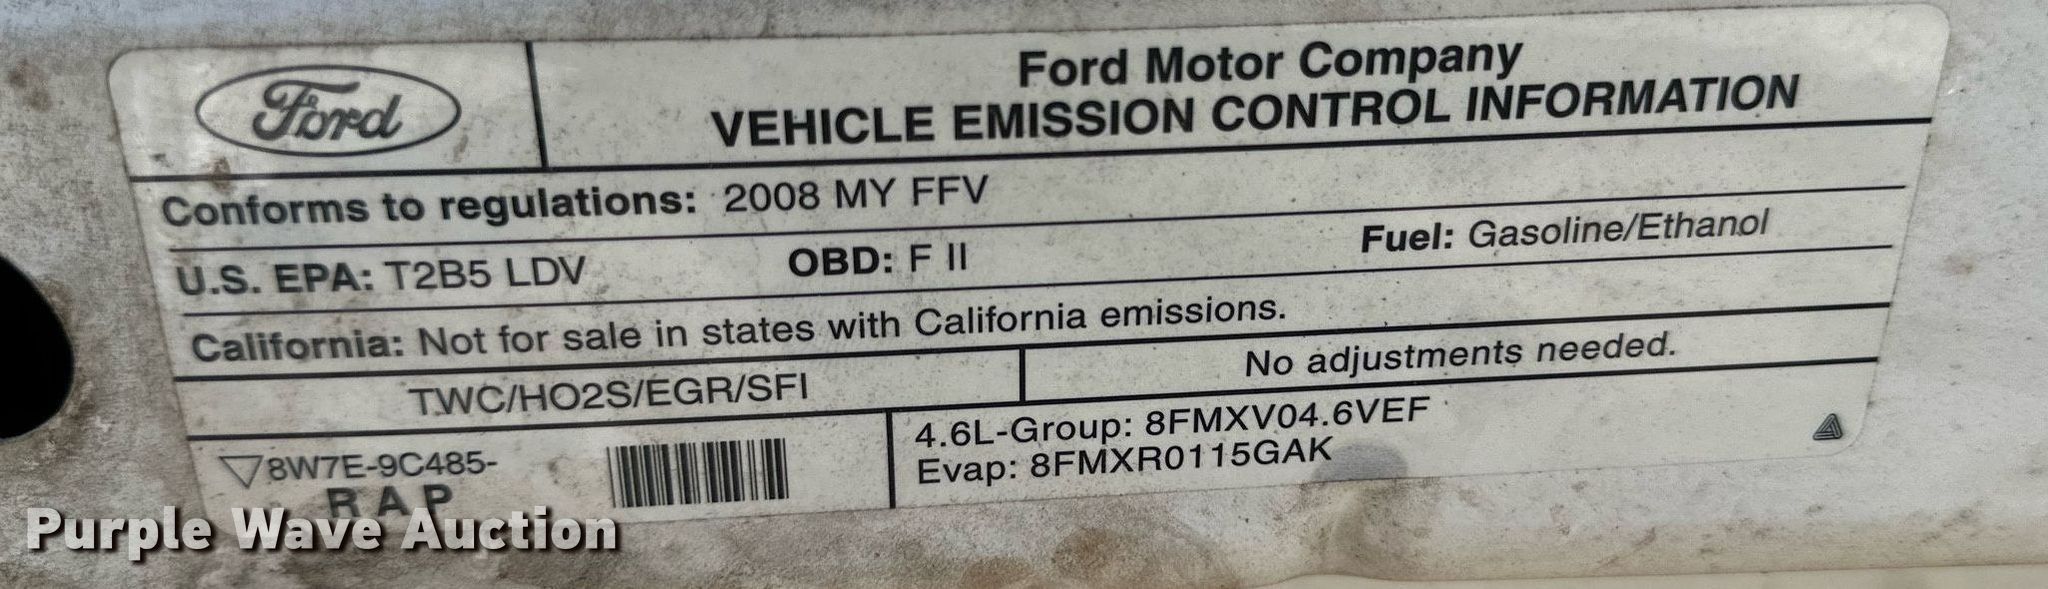 Ford
Ford Motor Company
VEHICLE EMISSION CONTROL INFORMATION
Conforms to regulations: 2008 MY FFV
U.S. EPA: T2B5 LDV OBD: F II Fuel: Gasoline/Ethanol
California: Not for sale in states with California emissions.
TWC/HO2S/EGR/SFI No adjustments needed.
8W7E-9C485-
RAP
4.6L-Group: 8FMXV04.6VEF
Evap: 8FMXR0115GAK
Purple Wave Auction